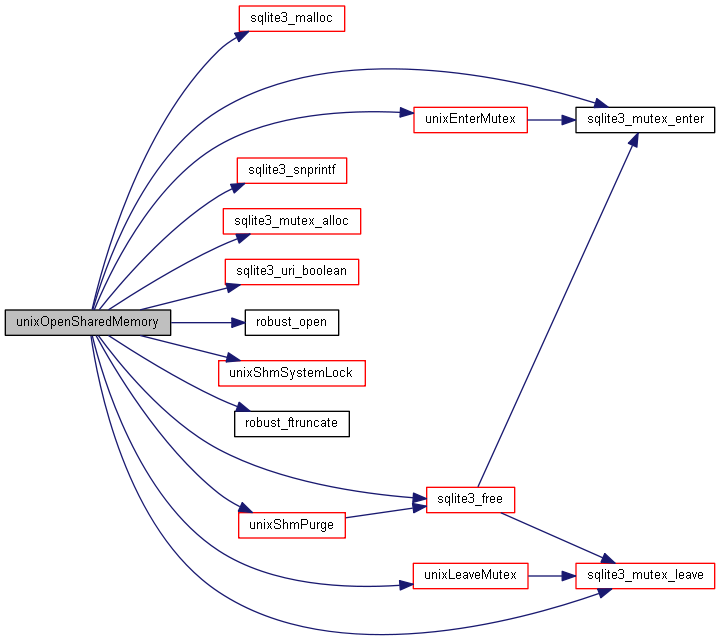 sqlite3_malloc
sqlite3_mutex_enter
unixEnterMutex
sqlite3_snprintf
sqlite3_mutex_alloc
sqlite3_uri_boolean
unixOpenSharedMemory
robust_open
unixShmSystemLock
robust_ftruncate
sqlite3_free
unixShmPurge
unixLeaveMutex
sqlite3_mutex_leave